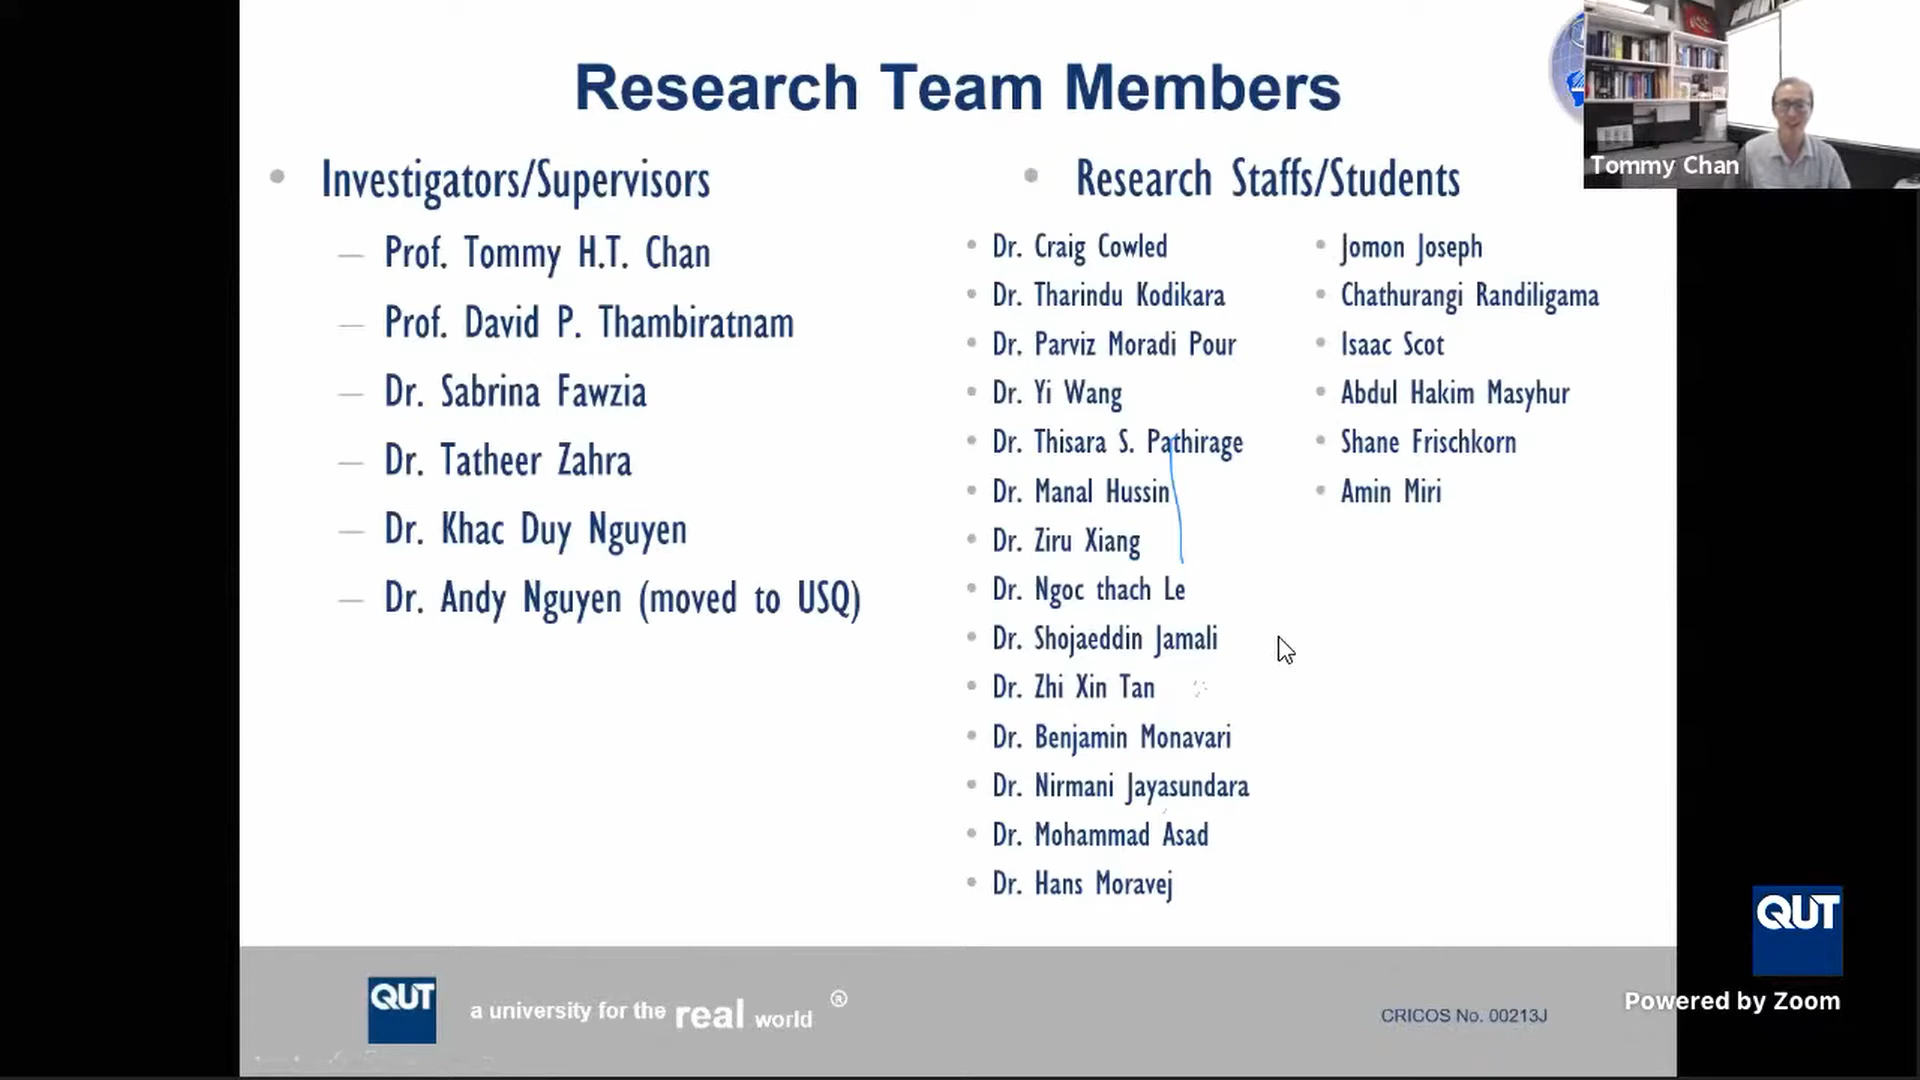 Research Team Members
Tommy Chan
Investigators/Supervisors
Prof. Tommy H.T. Chan
Prof. David P. Thambiratnam
Dr. Sabrina Fawzia
Dr. Tatheer Zahra
Dr. Khac Duy Nguyen
Dr. Andy Nguyen (moved to USQ)
Research Staffs/Students
Dr. Craig Cowled
Dr. Tharindu Kodikara
Dr. Parviz Moradi Pour
Dr. Yi Wang
Dr. Thisara S. Pathirage
Dr. Manal Hussin
Dr. Ziru Xiang
Dr. Ngoc thach Le
Dr. Shojaeddin Jamali
Dr. Zhi Xin Tan
Dr. Benjamin Monavari
Dr. Nirmani Jayasundara
Dr. Mohammad Asad
Dr. Hans Moravej
Jomon Joseph
Chathurangi Randiligama
Isaac Scot
Abdul Hakim Masyhur
Shane Frischkorn
Amin Miri
QUT
a university for the real world ®
CRICOS No. 00213J
QUT
Powered by Zoom